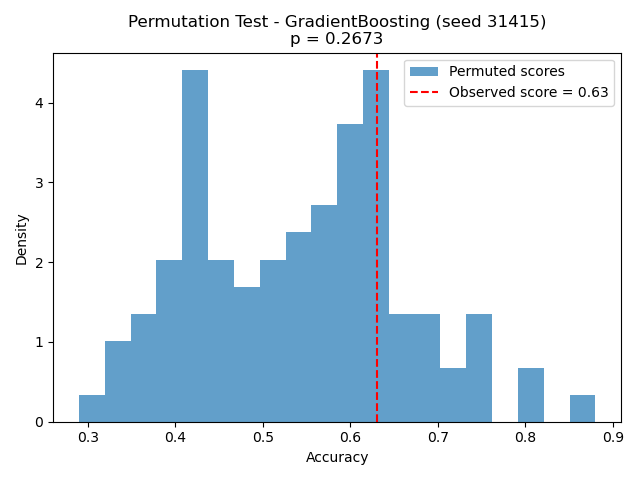 Permutation Test - GradientBoosting (seed 31415)
p = 0.2673
Permuted scores
Observed score = 0.63
Density
4
3
2
1
0
0.3 0.4 0.5 0.6 0.7 0.8 0.9
Accuracy